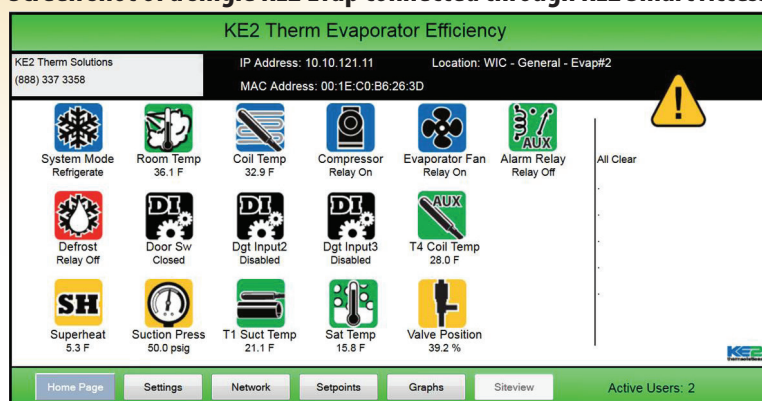 KE2 Therm Evaporator Efficiency
KE2 Therm Solutions
(888) 337 3358
IP Address: 10.10.121.11
Location: WIC - General - Evap#2
MAC Address: 00:1E:C0:B6:26:3D
System Mode
Refrigerate
Room Temp
36.1 F
Coil Temp
32.9 F
Compressor
Relay On
Evaporator Fan
Relay On
AUX
Alarm Relay
Relay Off
All Clear
Defrost
Relay Off
DI
Door Sw
Closed
DI
Dgt Input2
Disabled
DI
Dgt Input3
Disabled
AUX
T4 Coil Temp
28.0 F
SH
Superheat
5.3 F
Suction Press
50.0 psig
T1 Suct Temp
21.1 F
Sat Temp
15.8 F
Valve Position
39.2 %
KE2
Home Page
Settings
Network
Setpoints
Graphs
Siteview
Active Users: 2